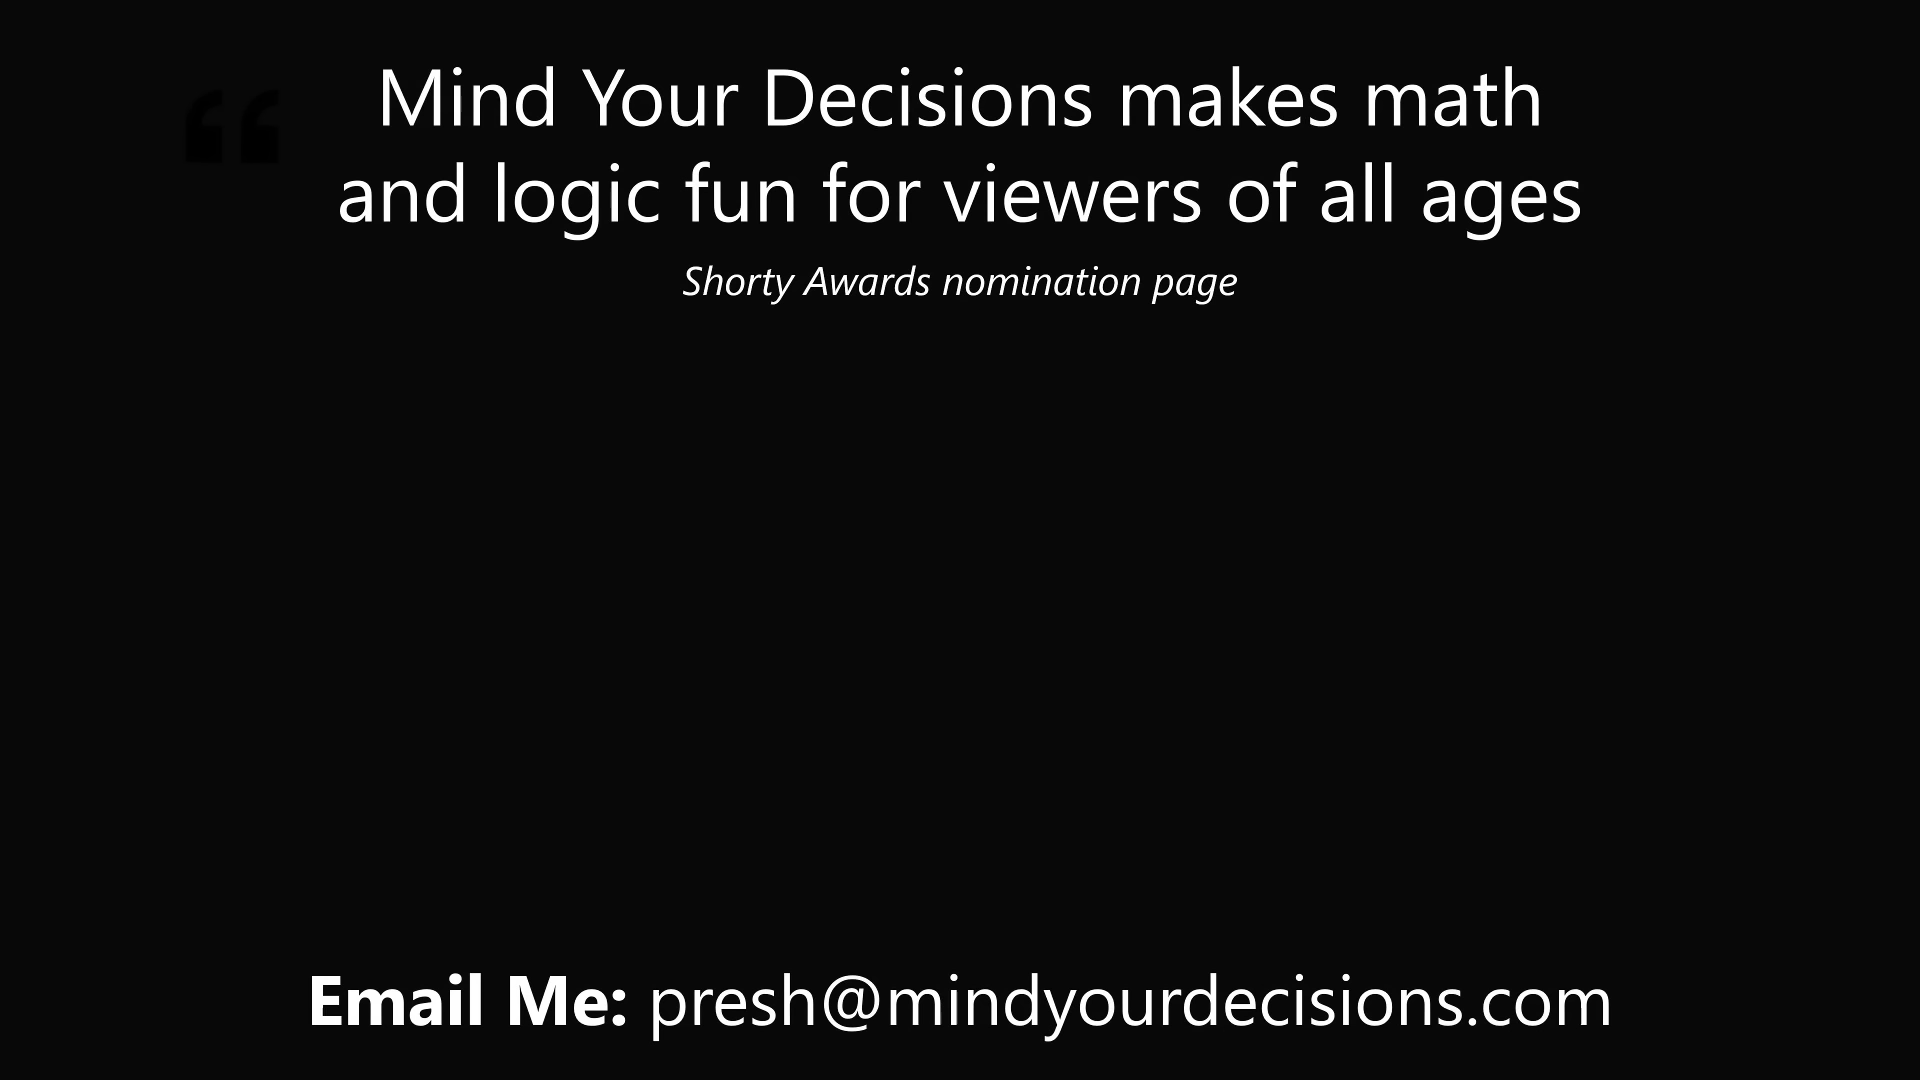 “
Mind Your Decisions makes math
and logic fun for viewers of all ages
Shorty Awards nomination page
Email Me: presh@mindyourdecisions.com